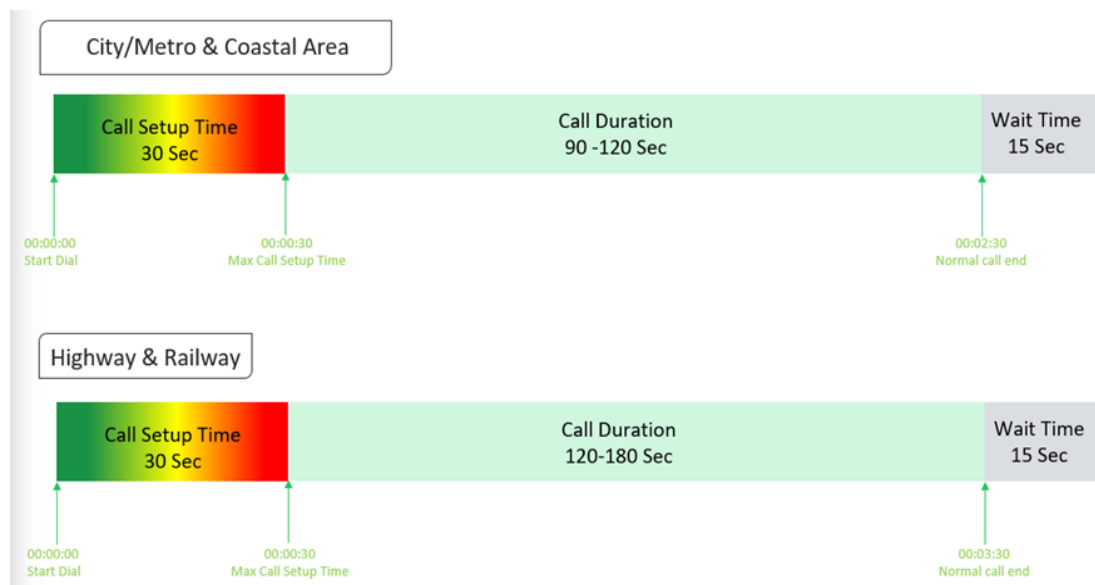 City/Metro & Coastal Area
Call Setup Time
30 Sec
Call Duration
90 -120 Sec
Wait Time
15 Sec
00:00:00
Start Dial
00:00:30
Max Call Setup Time
00:02:30
Normal call end
Highway & Railway
Call Setup Time
30 Sec
Call Duration
120-180 Sec
Wait Time
15 Sec
00:00:00
Start Dial
00:00:30
Max Call Setup Time
00:03:30
Normal call end